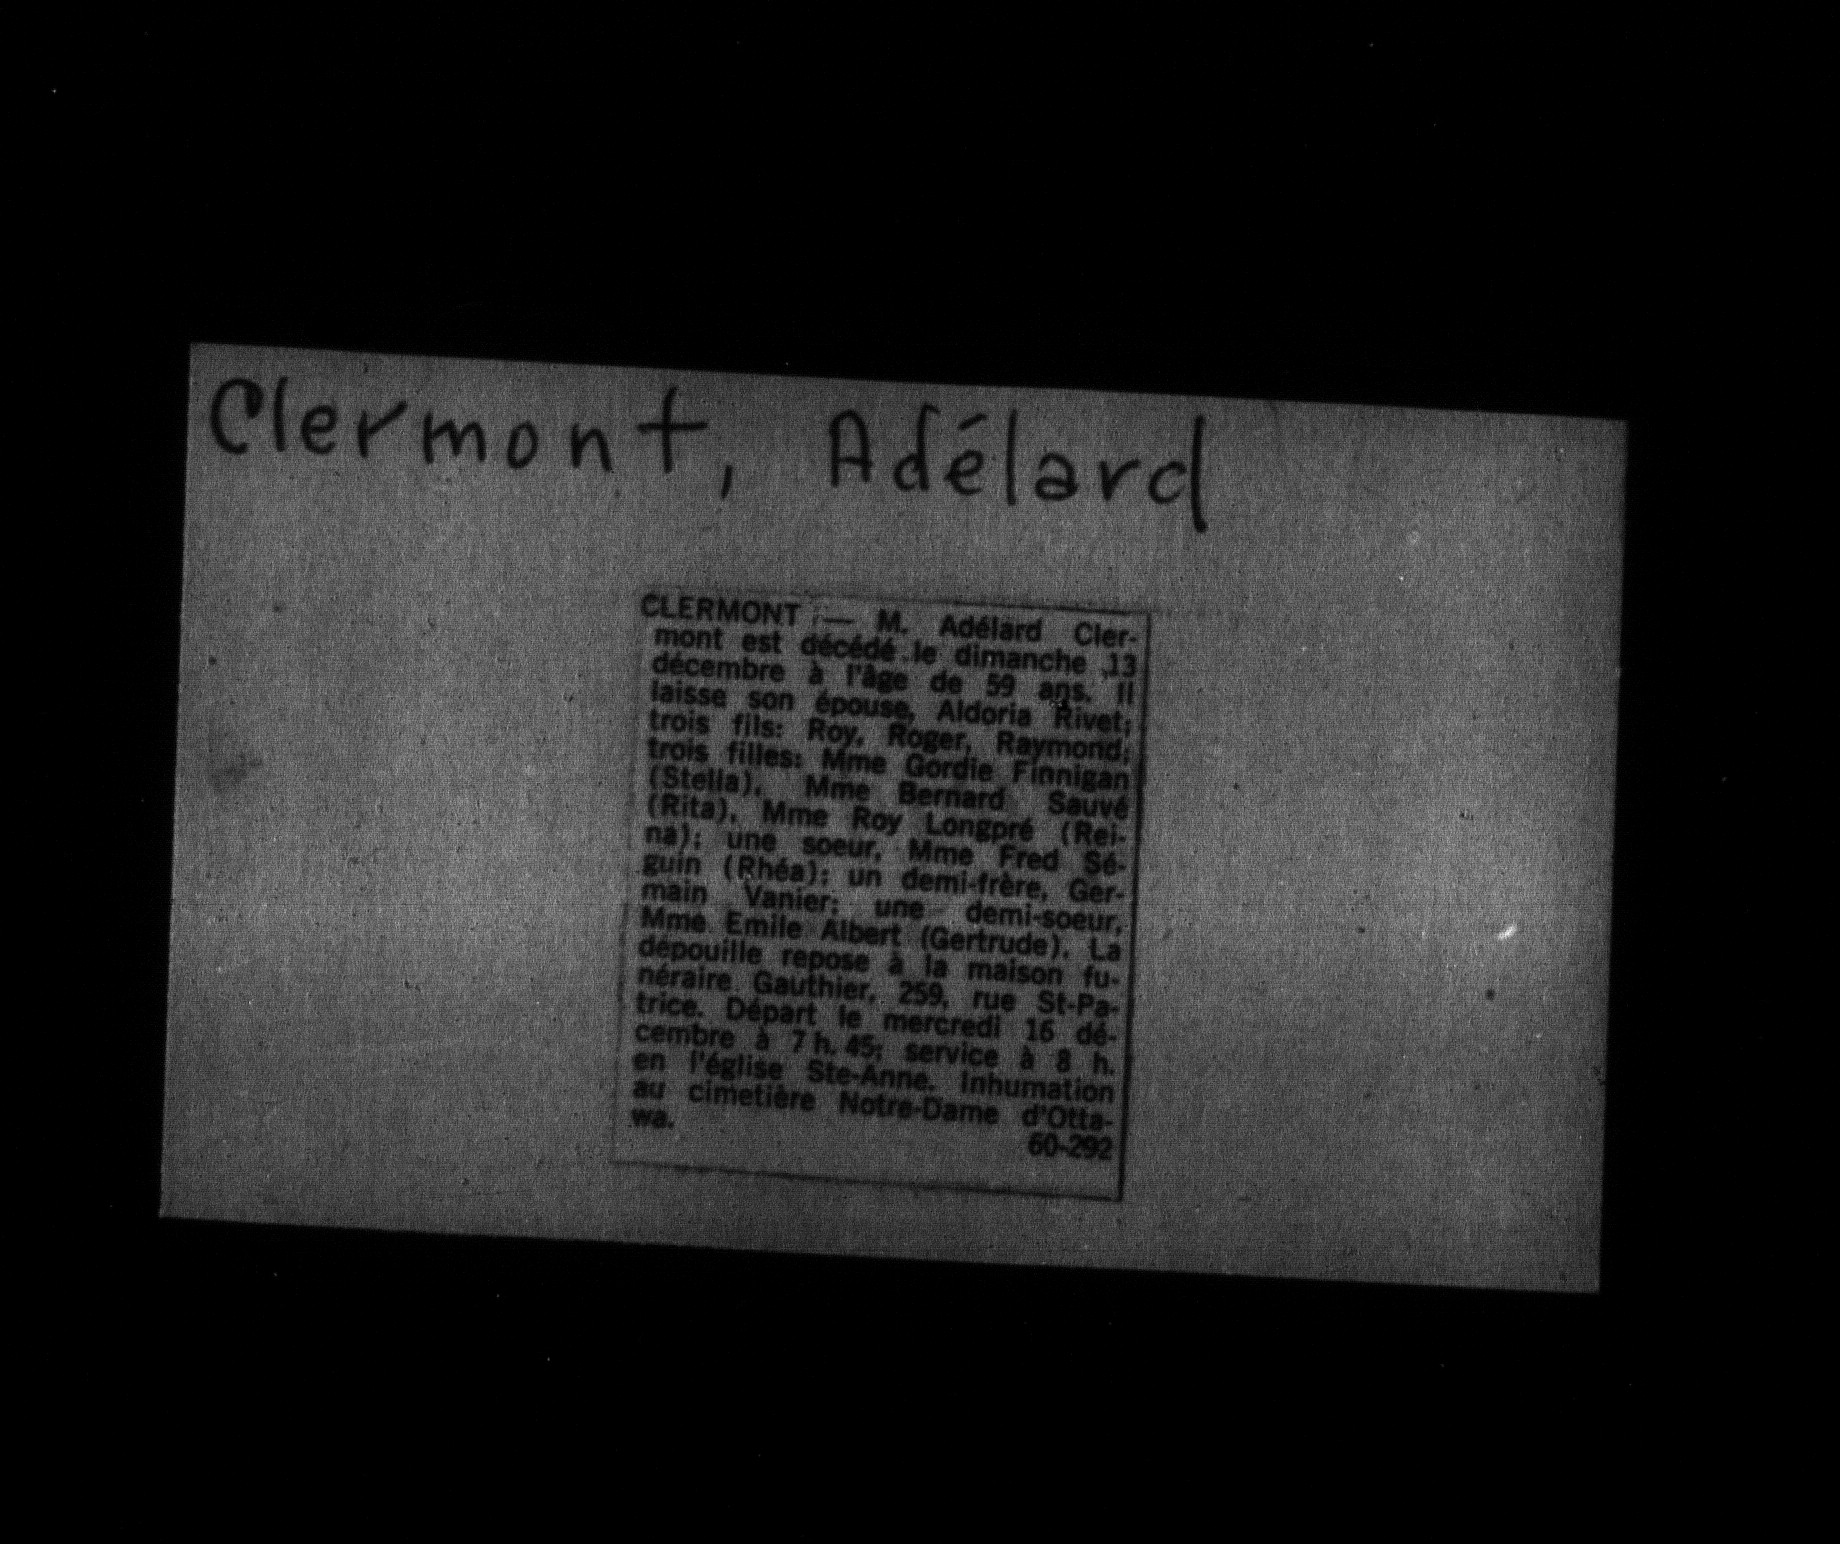 Clermont, Adélard
CLERMONT — M. Adélard Cler-
mont est décédé le dimanche 13
décembre à l'âge de 59 ans. Il
laisse son épouse, Aldoria Rivet;
trois fils: Roy, Roger, Raymond;
trois filles: Mme Gordie Finnigan
(Stella), Mme Bernard Sauvé
(Rita), Mme Roy Longpré (Rei-
na); une soeur, Mme Fred Sé-
guin (Rhéa); un demi-frère, Ger-
main Vanier; une demi-soeur,
Mme Emile Albert (Gertrude). La
dépouille repose à la maison fu-
néraire Gauthier, 259, rue St-Pa-
trice. Départ le mercredi 16 dé-
cembre à 7 h. 45; service à 8 h.
en l'église Ste-Anne. Inhumation
au cimetière Notre-Dame d'Otta-
wa.
60-292